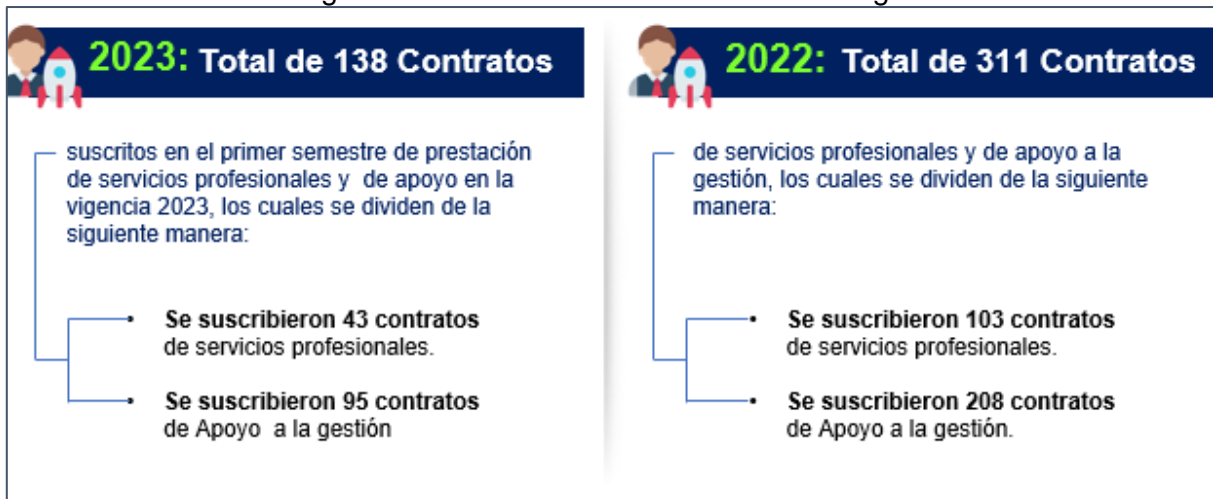 2023: Total de 138 Contratos
suscritos en el primer semestre de prestación
de servicios profesionales y de apoyo en la
vigencia 2023, los cuales se dividen de la
siguiente manera:
• Se suscribieron 43 contratos
de servicios profesionales.
• Se suscribieron 95 contratos
de Apoyo a la gestión
2022: Total de 311 Contratos
de servicios profesionales y de apoyo a la
gestión, los cuales se dividen de la siguiente
manera:
• Se suscribieron 103 contratos
de servicios profesionales.
• Se suscribieron 208 contratos
de Apoyo a la gestión.